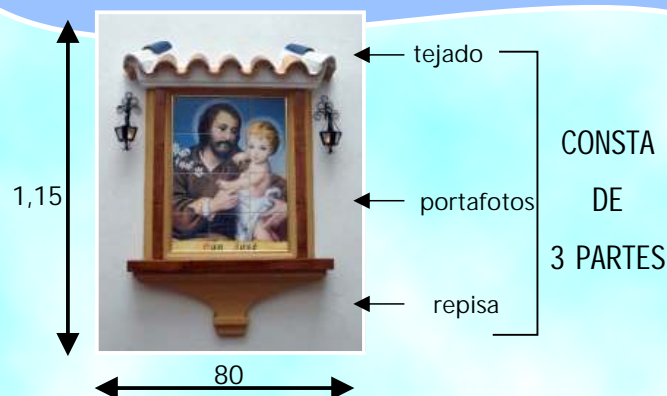 tejado
CONSTA
1,15
portafotos
DE
3 PARTES
San José
repisa
80